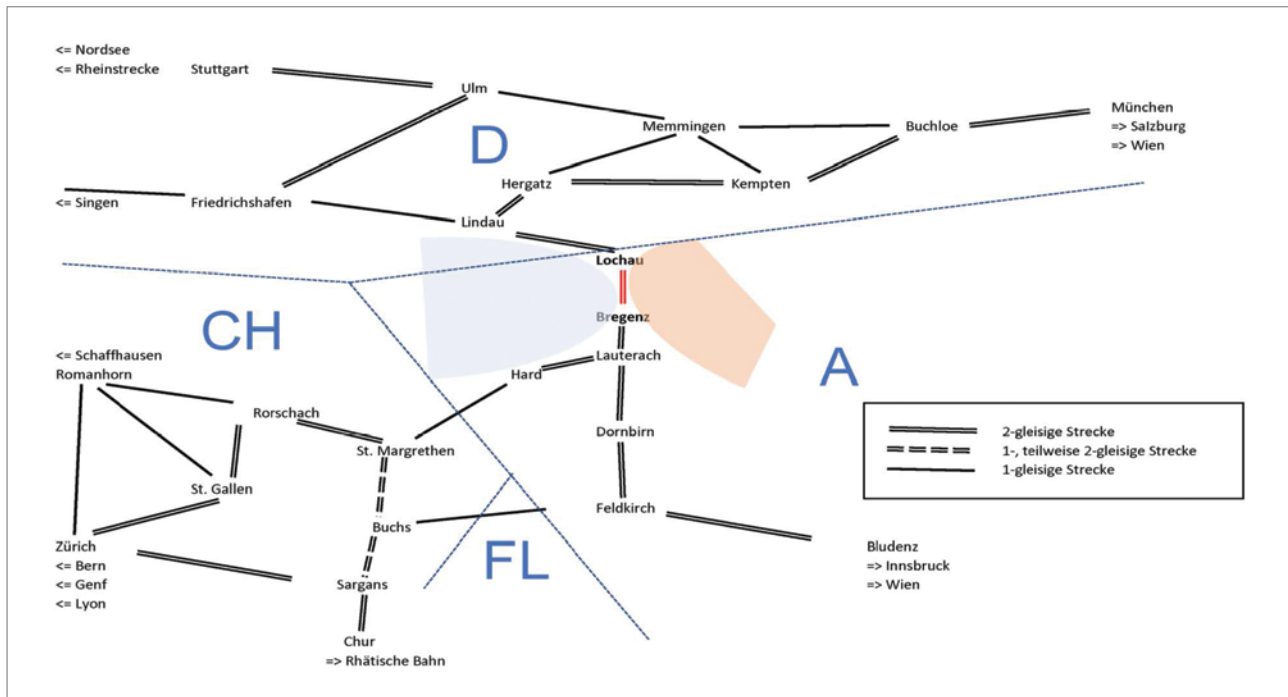 <= Nordsee
<= Rheinstrecke
Stuttgart
Ulm
München
=> Salzburg
=> Wien
Memmingen
Buchloe
D
Hergatz
Kempten
<= Singen
Friedrichshafen
Lindau
Lochau
CH
Bregenz
<= Schaffhausen
Romanhorn
Lauterach
A
Hard
Rorschach
Dornbirn
St. Margrethen
2-gleisige Strecke
1-, teilweise 2-gleisige Strecke
1-gleisige Strecke
St. Gallen
Feldkirch
Buchs
Zürich
<= Bern
<= Genf
<= Lyon
FL
Bludenz
=> Innsbruck
=> Wien
Sargans
Chur
=> Rhätische Bahn